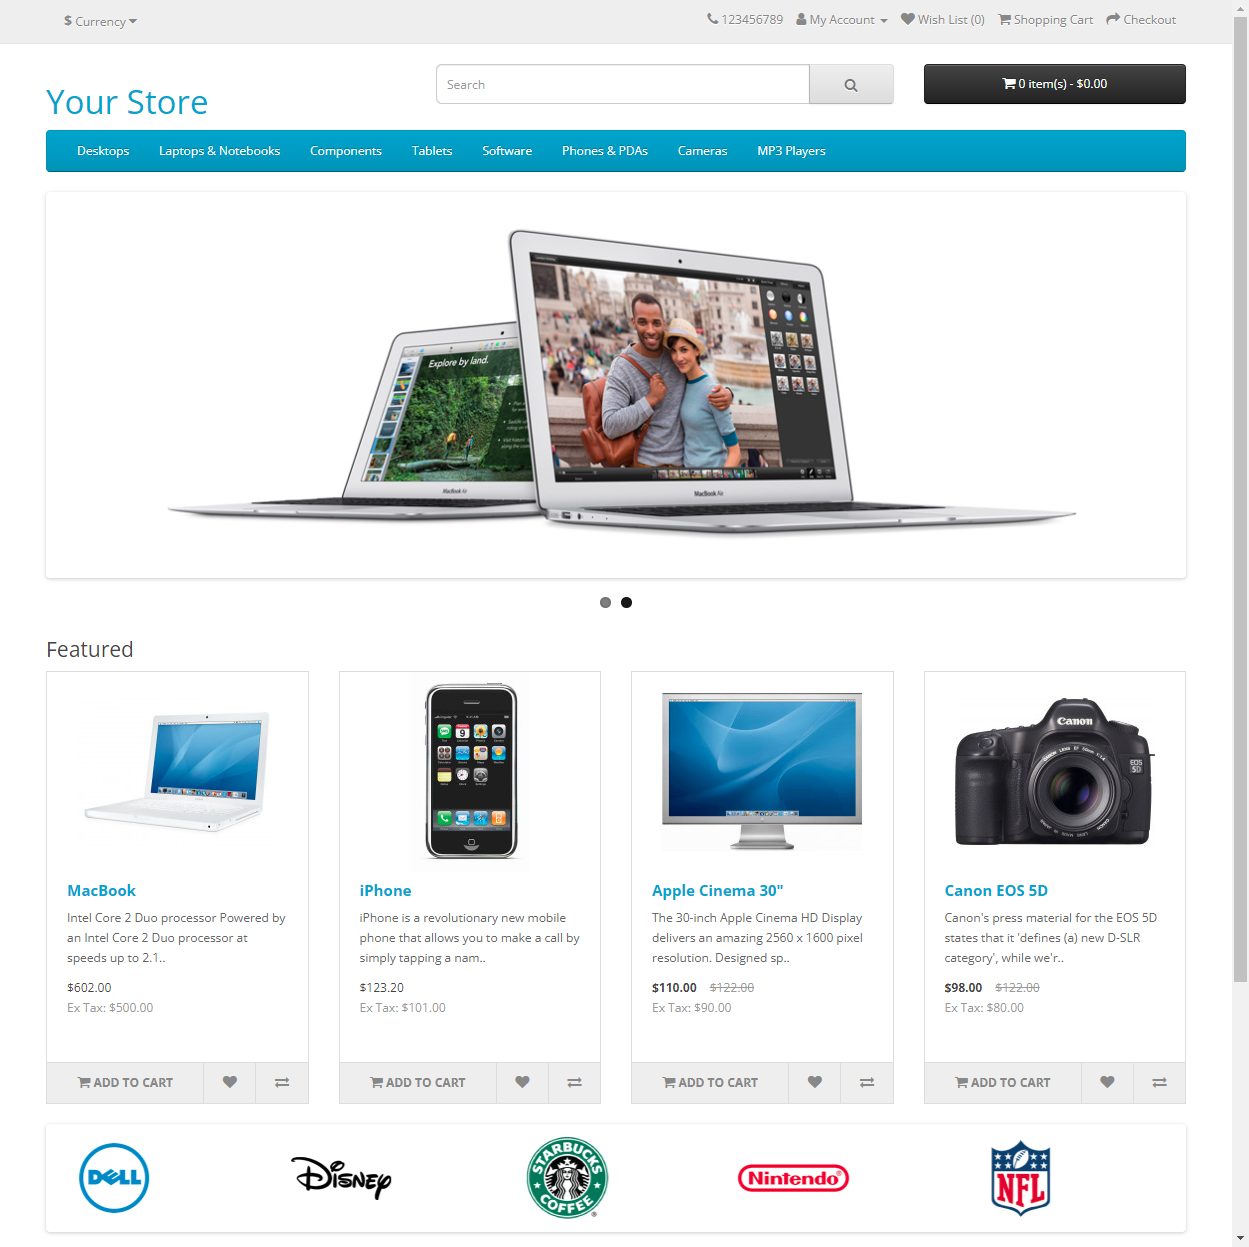 $ Currency
123456789 My Account Wish List (0) Shopping Cart Checkout
Your Store
Search
0 item(s) - $0.00
Desktops Laptops & Notebooks Components Tablets Software Phones & PDAs Cameras MP3 Players
Explore by land.
MacBook Air
MacBook Air
Featured
Canon
EOS
5D
MacBook
Intel Core 2 Duo processor Powered by
an Intel Core 2 Duo processor at
speeds up to 2.1..
$602.00
Ex Tax: $500.00
ADD TO CART
iPhone
iPhone is a revolutionary new mobile
phone that allows you to make a call by
simply tapping a nam..
$123.20
Ex Tax: $101.00
ADD TO CART
Apple Cinema 30"
The 30-inch Apple Cinema HD Display
delivers an amazing 2560 x 1600 pixel
resolution. Designed sp..
$110.00 $122.00
Ex Tax: $90.00
ADD TO CART
Canon EOS 5D
Canon's press material for the EOS 5D
states that it 'defines (a) new D-SLR
category', while we'r..
$98.00 $122.00
Ex Tax: $80.00
ADD TO CART
DELL
Disney
STARBUCKS
COFFEE
Nintendo
NFL